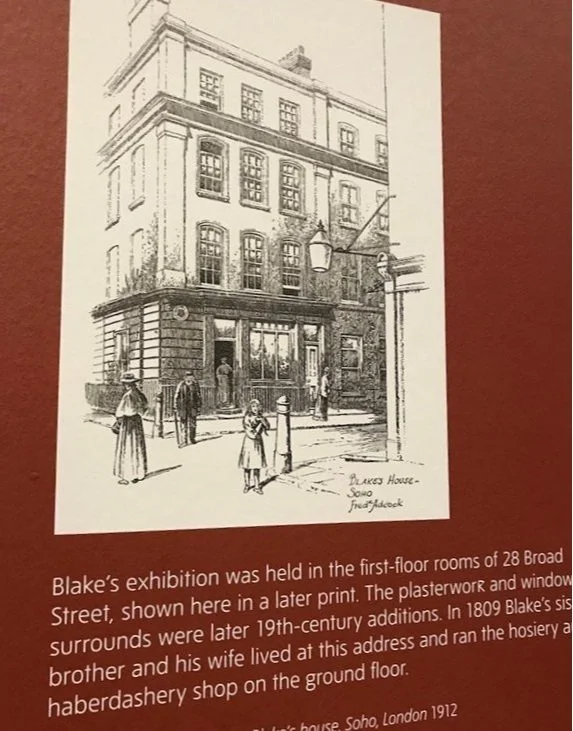 BLAKES HOUSE-
SOHO
Fredk Adcock
Blake's exhibition was held in the first-floor rooms of 28 Broad
Street, shown here in a later print. The plasterwork and window
surrounds were later 19th-century additions. In 1809 Blake's
brother and his wife lived at this address and ran the hosiery
haberdashery shop on the ground floor.
house, Soho, London 1912